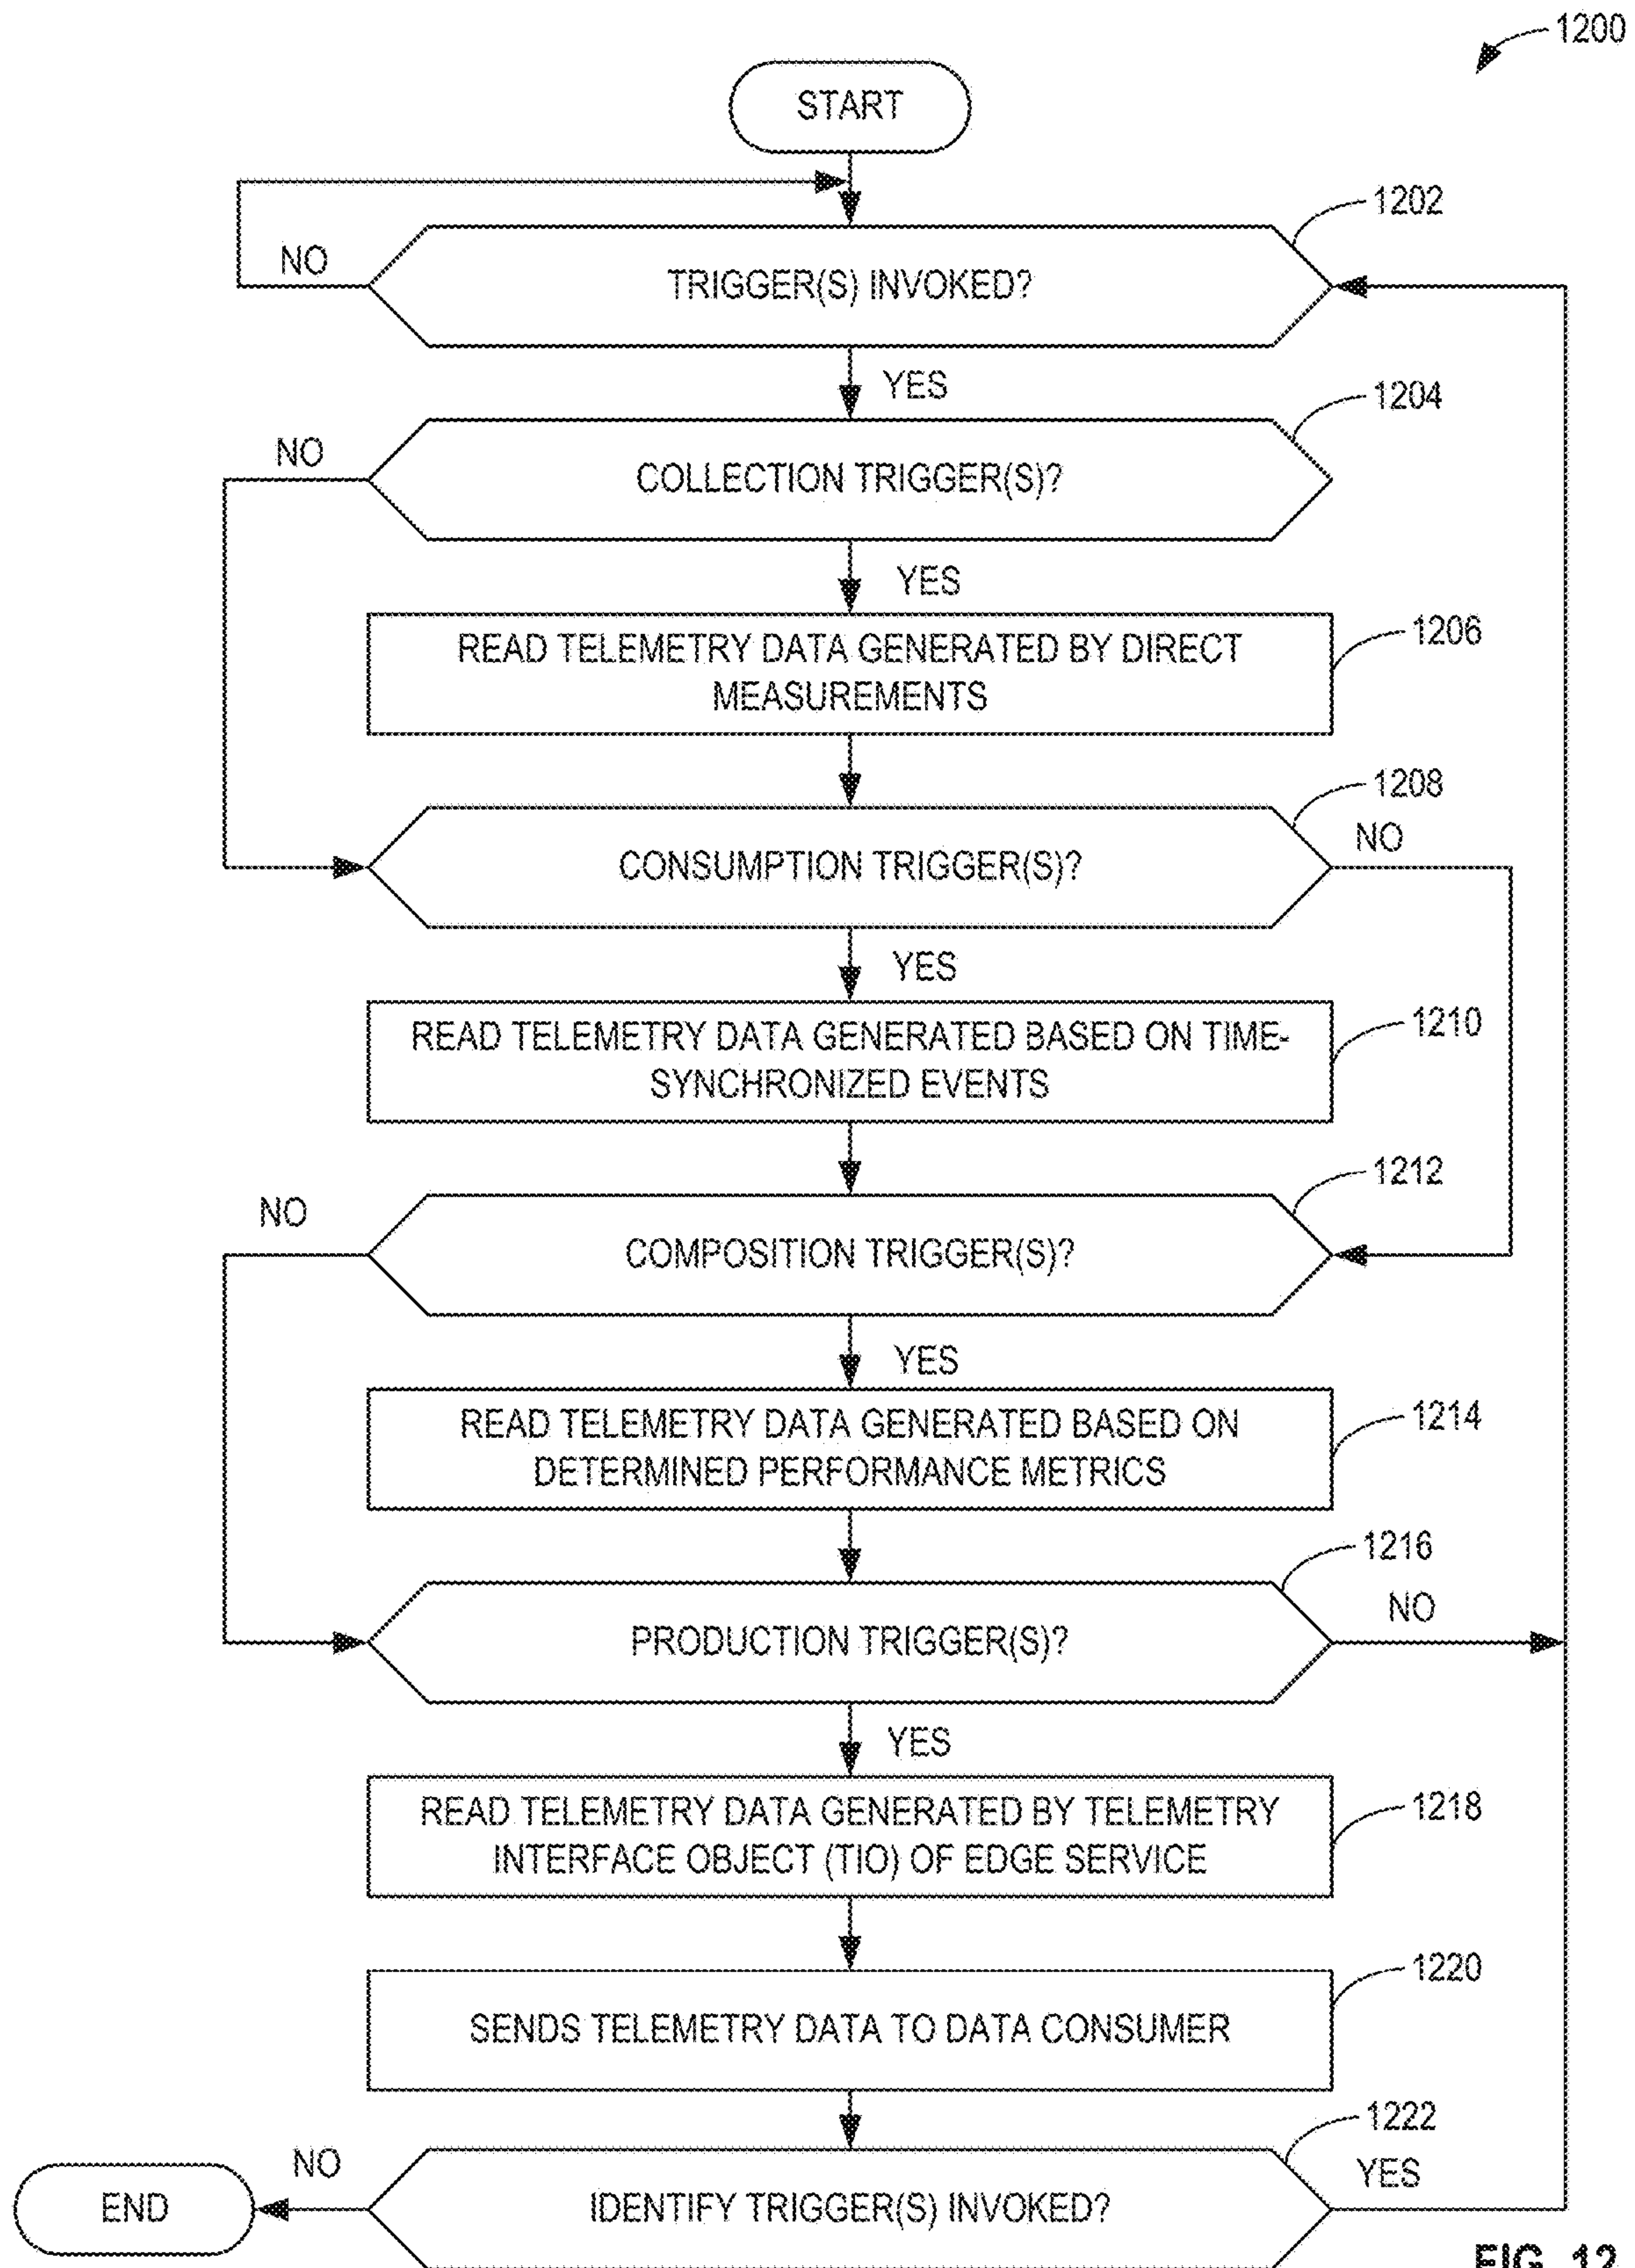 1200
START
1202
NO
TRIGGER(S) INVOKED?
YES
1204
NO
COLLECTION TRIGGER(S)?
YES
1206
READ TELEMETRY DATA GENERATED BY DIRECT
MEASUREMENTS
1208
NO
CONSUMPTION TRIGGER(S)?
YES
1210
READ TELEMETRY DATA GENERATED BASED ON TIME-
SYNCHRONIZED EVENTS
1212
NO
COMPOSITION TRIGGER(S)?
YES
1214
READ TELEMETRY DATA GENERATED BASED ON
DETERMINED PERFORMANCE METRICS
1216
NO
PRODUCTION TRIGGER(S)?
YES
1218
READ TELEMETRY DATA GENERATED BY TELEMETRY
INTERFACE OBJECT (TIO) OF EDGE SERVICE
1220
SENDS TELEMETRY DATA TO DATA CONSUMER
1222
NO
YES
END
IDENTIFY TRIGGER(S) INVOKED?
FIG. 12